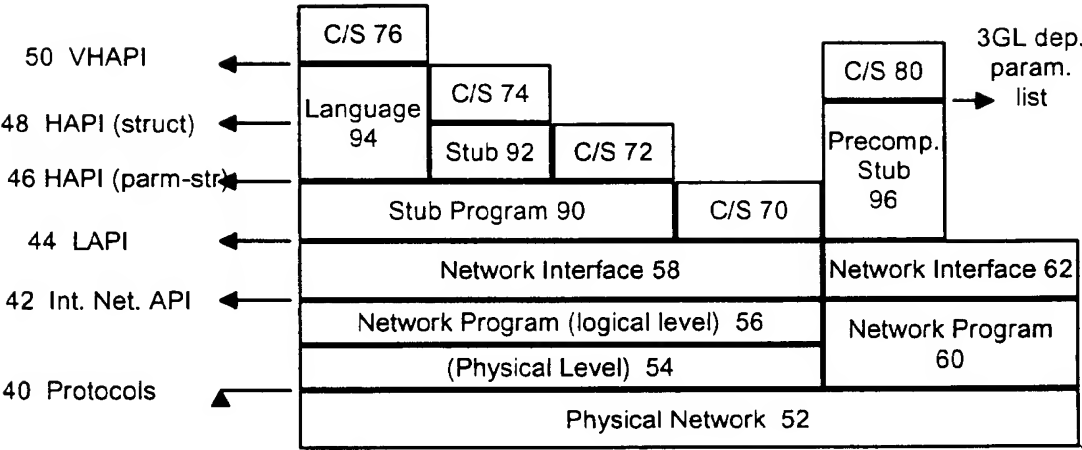 C/S 76
50 VHAPI
C/S 80
3GL dep.
param.
list
C/S 74
Language
94
48 HAPI (struct)
Stub 92
C/S 72
Precomp.
Stub
96
46 HAPI (parm-str)
Stub Program 90
C/S 70
44 LAPI
Network Interface 58
Network Interface 62
42 Int. Net. API
Network Program (logical level) 56
Network Program
60
(Physical Level) 54
40 Protocols
Physical Network 52